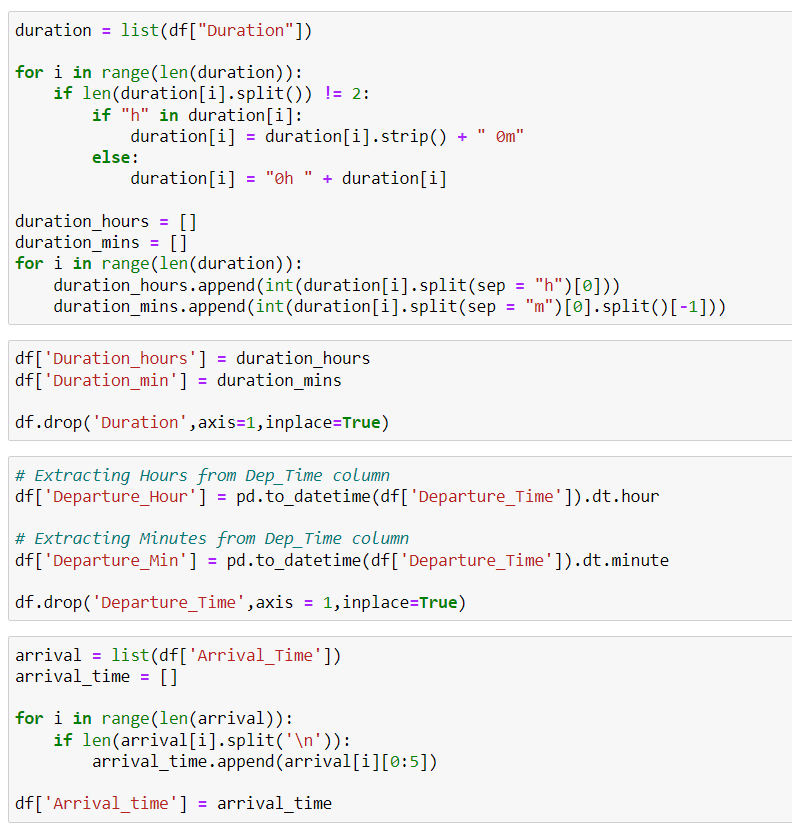 duration = list(df["Duration"])

for i in range(len(duration)):
    if len(duration[i].split()) != 2:
        if "h" in duration[i]:
            duration[i] = duration[i].strip() + " 0m"
        else:
            duration[i] = "0h " + duration[i]

duration_hours = []
duration_mins = []
for i in range(len(duration)):
    duration_hours.append(int(duration[i].split(sep = "h")[0]))
    duration_mins.append(int(duration[i].split(sep = "m")[0].split()[-1]))

df['Duration_hours'] = duration_hours
df['Duration_min'] = duration_mins

df.drop('Duration',axis=1,inplace=True)

# Extracting Hours from Dep_Time column
df['Departure_Hour'] = pd.to_datetime(df['Departure_Time']).dt.hour

# Extracting Minutes from Dep_Time column
df['Departure_Min'] = pd.to_datetime(df['Departure_Time']).dt.minute

df.drop('Departure_Time',axis = 1,inplace=True)

arrival = list(df['Arrival_Time'])
arrival_time = []

for i in range(len(arrival)):
    if len(arrival[i].split('\n')):
        arrival_time.append(arrival[i][0:5])

df['Arrival_time'] = arrival_time